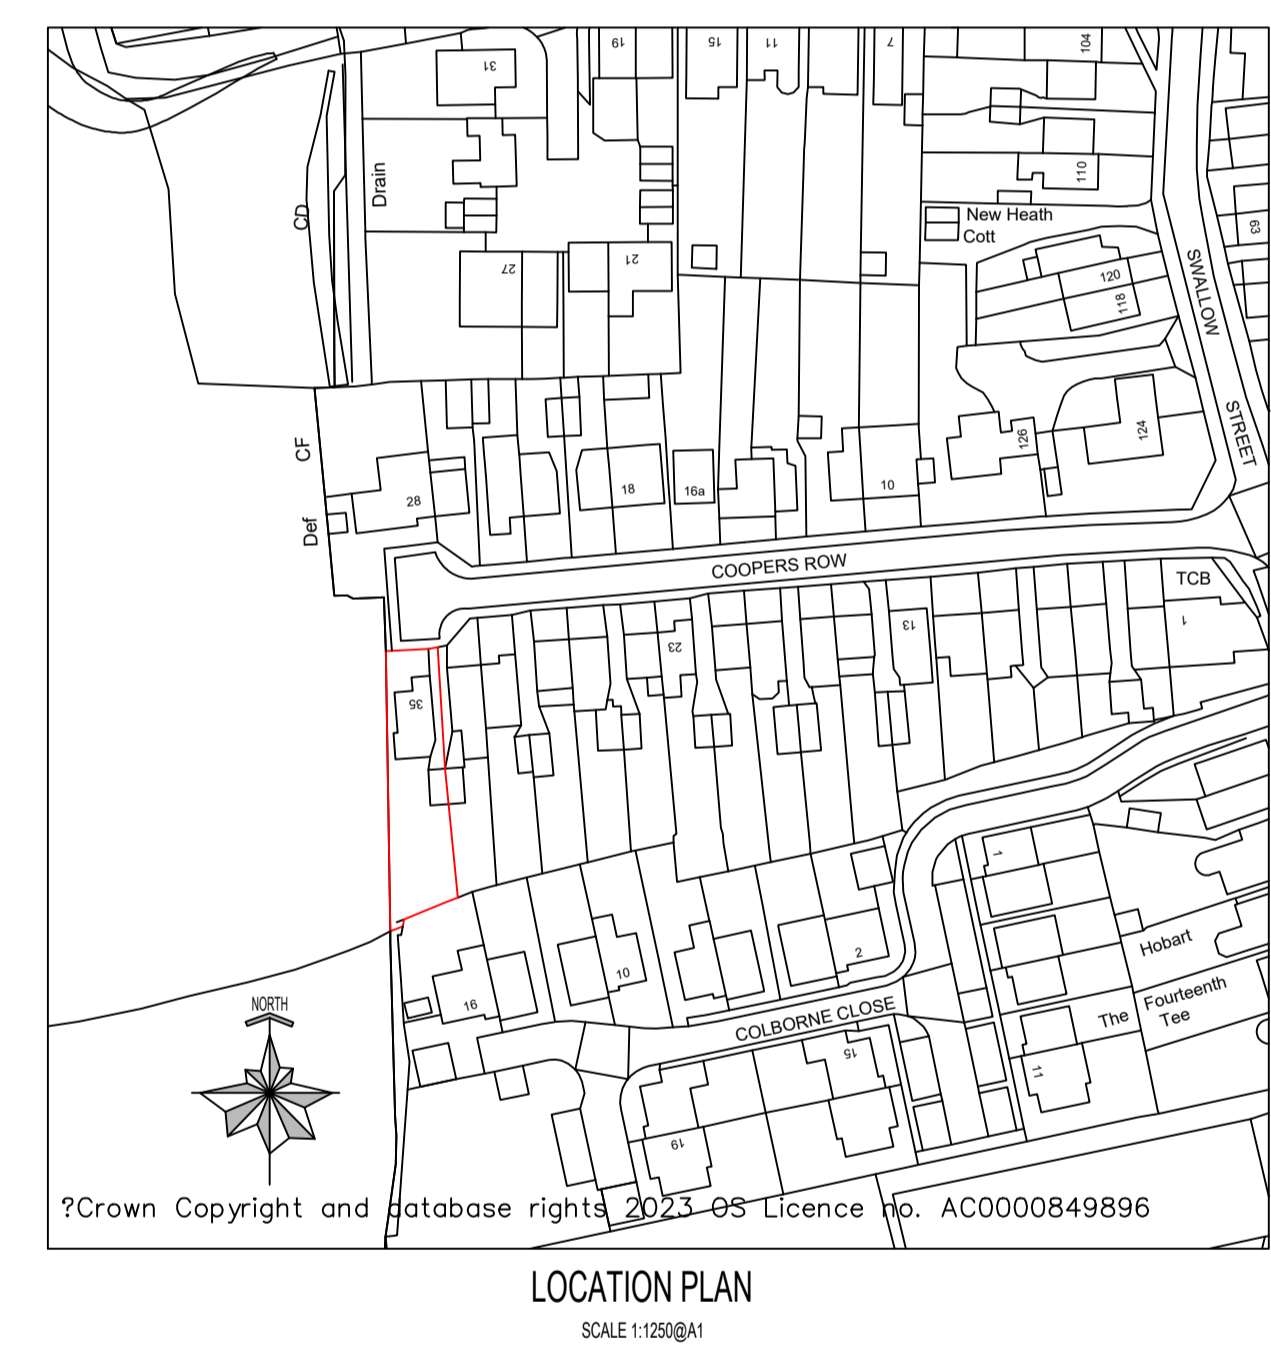 19
15
11
7
104
31
Drain
110
CD
New Heath
Cott
63
SWALLOW
STREET
27
21
120
118
CF
Def
28
18
16a
10
126
124
COOPERS ROW
TCB
13
1
23
35
1
Hobart
2
10
16
The Fourteenth
Tee
COLBORNE CLOSE
15
11
19
NORTH
?Crown Copyright and database rights 2023 OS Licence no. AC0000849896
LOCATION PLAN
SCALE 1:1250@A1